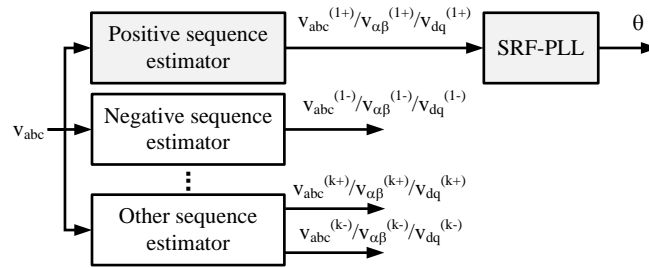 Positive sequence
estimator
v_abc^(1+)/v_αβ^(1+)/v_dq^(1+)
SRF-PLL
θ
v_abc
Negative sequence
estimator
v_abc^(1-)/v_αβ^(1-)/v_dq^(1-)
Other sequence
estimator
v_abc^(k+)/v_αβ^(k+)/v_dq^(k+)
v_abc^(k-)/v_αβ^(k-)/v_dq^(k-)